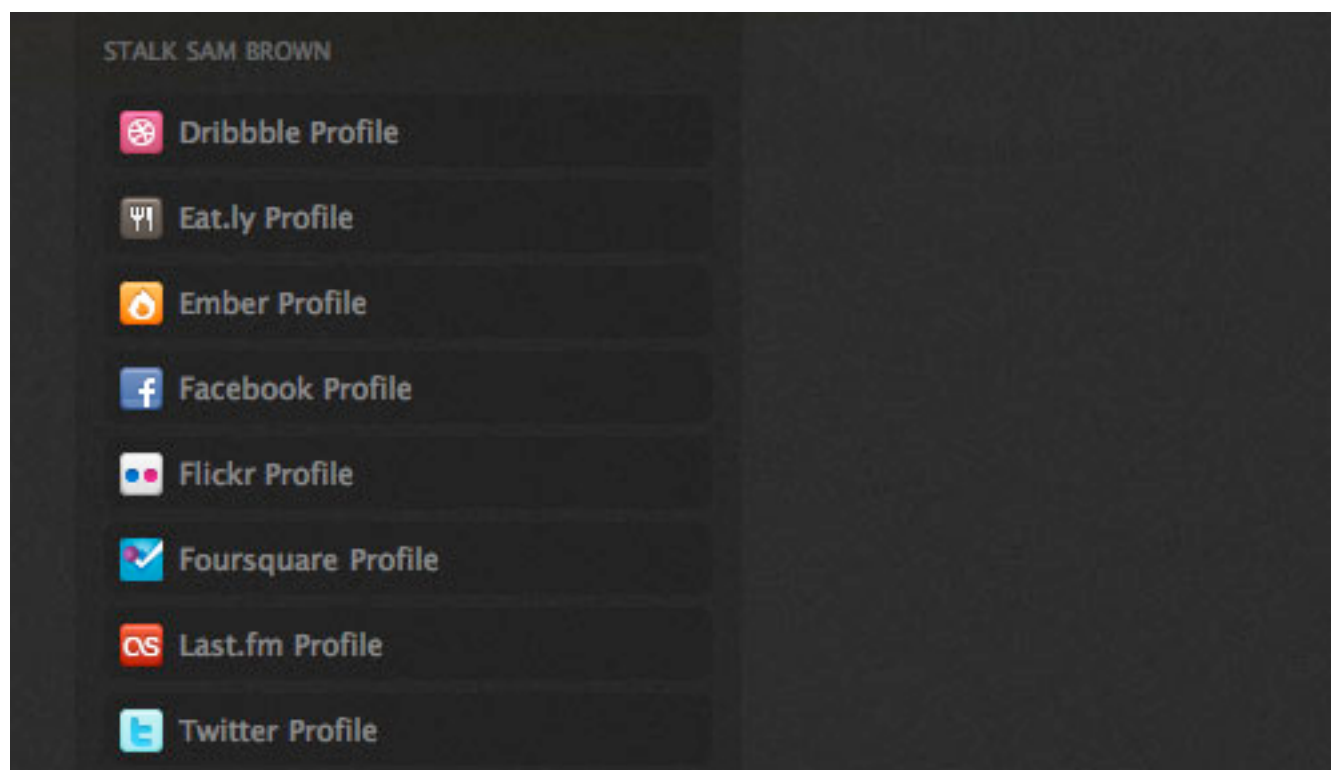 STALK SAM BROWN
Dribbble Profile
Eat.ly Profile
Ember Profile
Facebook Profile
Flickr Profile
Foursquare Profile
Last.fm Profile
Twitter Profile